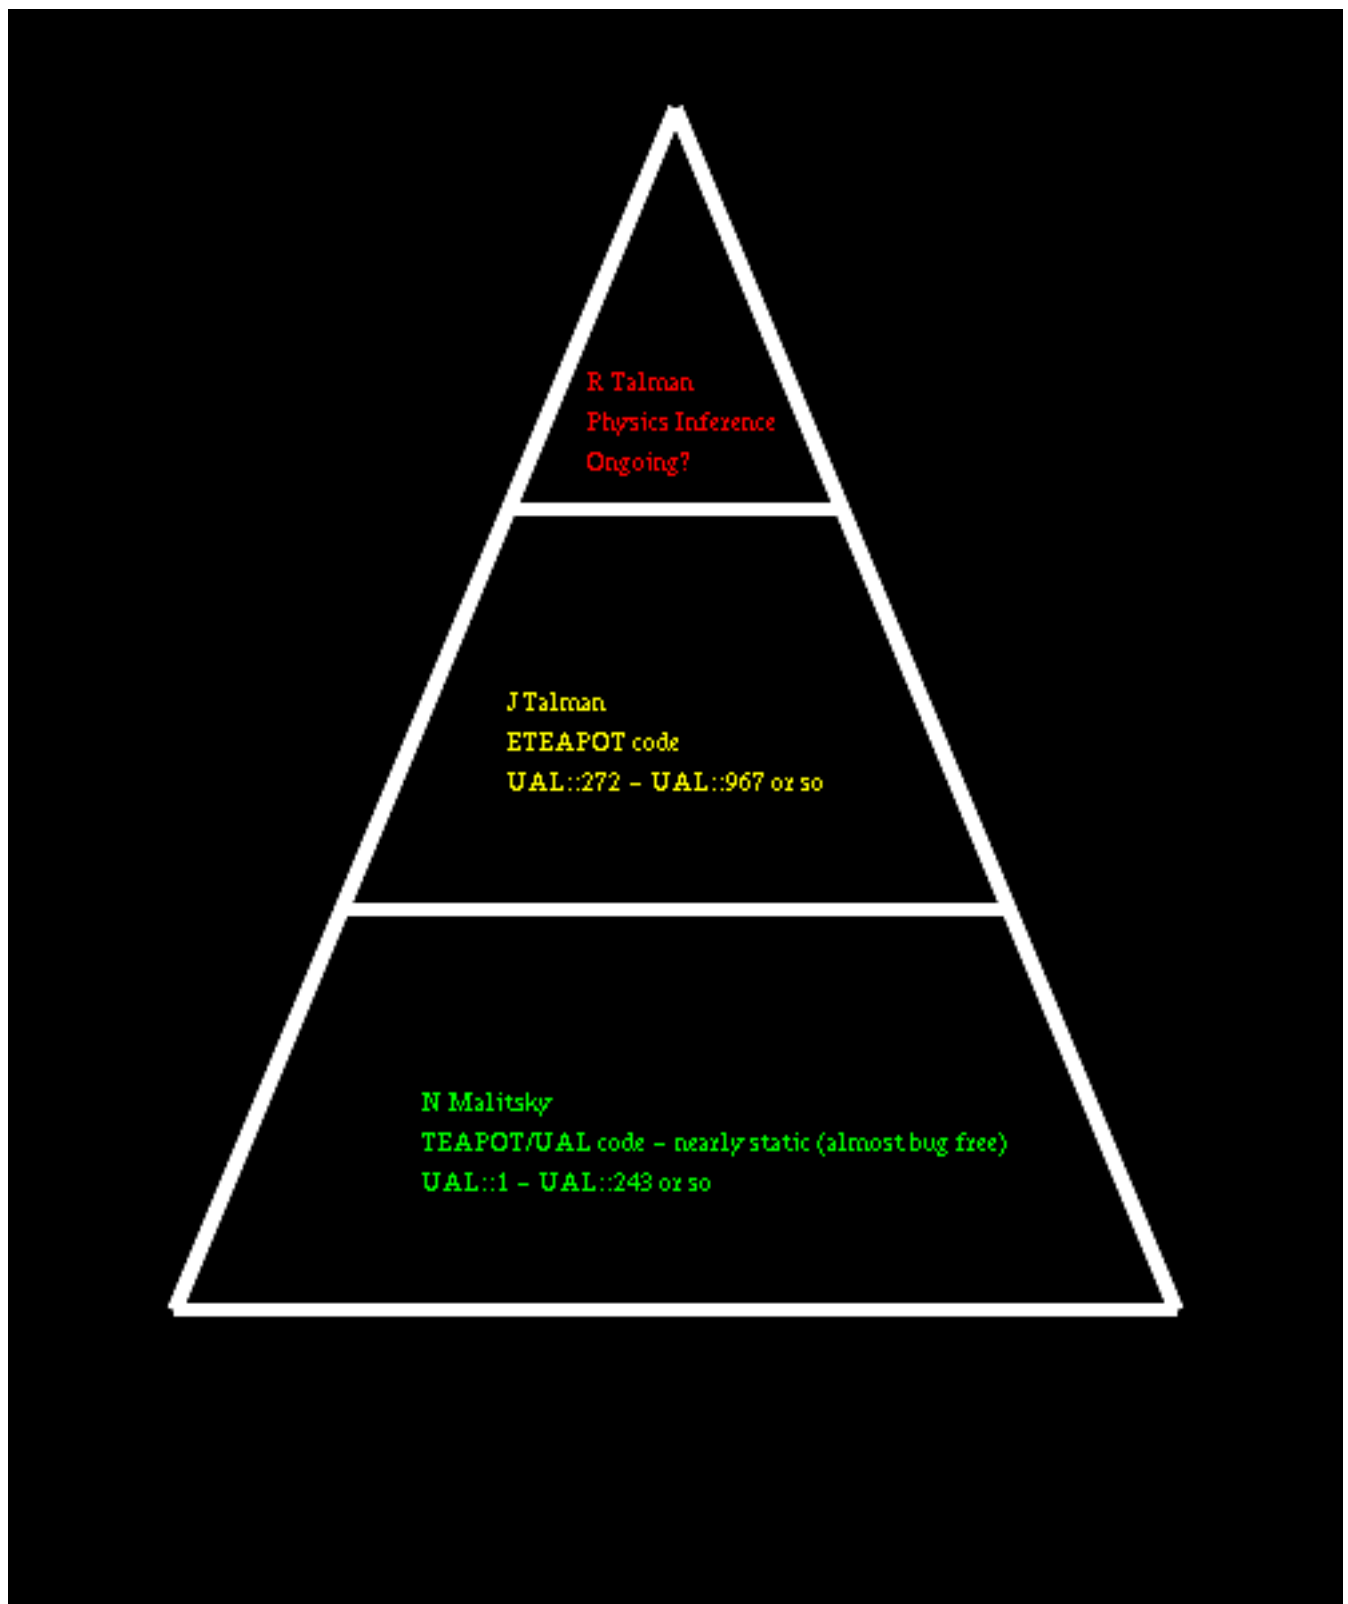 R Talman
Physics Inference
Ongoing?
J Talman
ETEAPOT code
UAL::272 – UAL::967 or so
N Malitsky
TEAPOT/UAL code – nearly static (almost bug free)
UAL::1 – UAL::243 or so